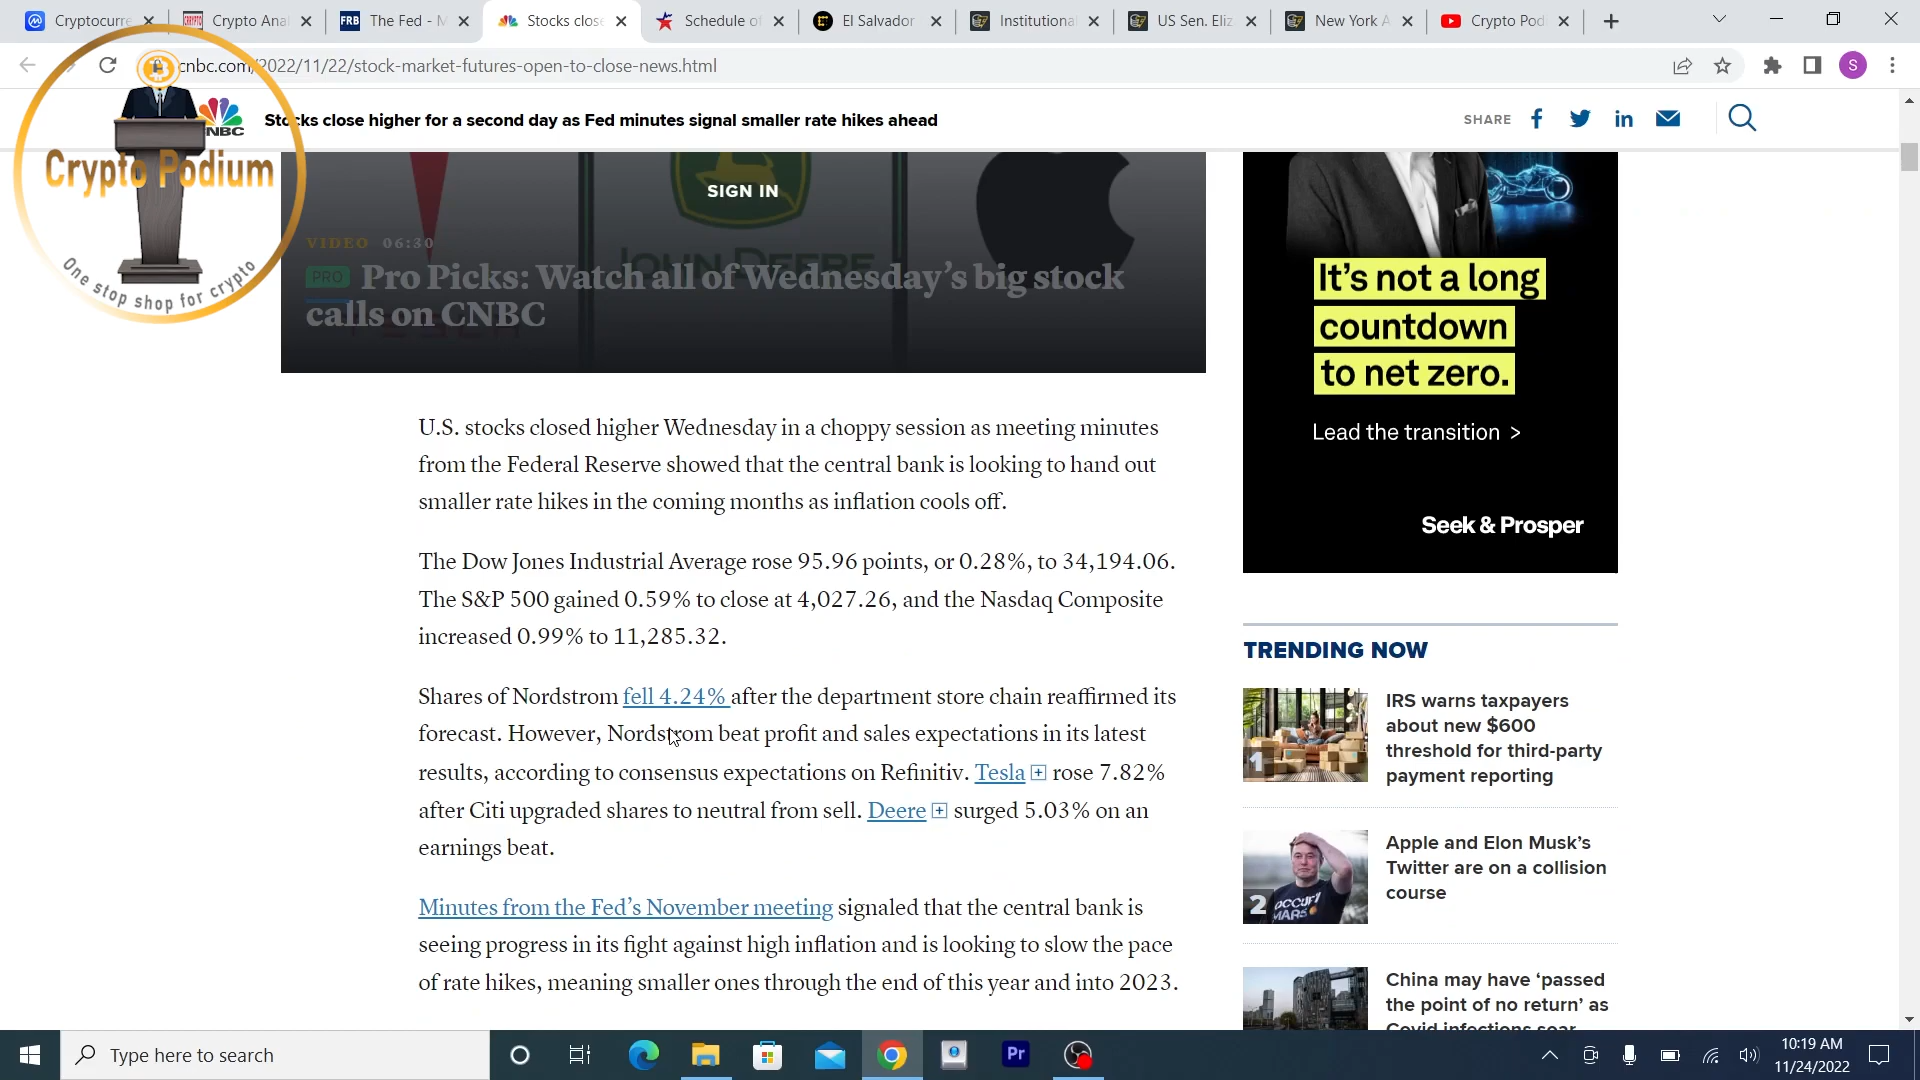 Cryptocurre
Crypto Anal
FRB
The Fed - M
Stocks close
Schedule of
El Salvador
Institutiona
US Sen. Eliz
New York A
Crypto Pod
cnbc.com/2022/11/22/stock-market-futures-open-to-close-news.html
S
CNBC
Stocks close higher for a second day as Fed minutes signal smaller rate hikes ahead
SHARE
Crypto Podium
One stop shop for crypto
SIGN IN
JOHN DEERE
VIDEO 06:30
PRO Pro Picks: Watch all of Wednesday’s big stock
calls on CNBC
U.S. stocks closed higher Wednesday in a choppy session as meeting minutes
from the Federal Reserve showed that the central bank is looking to hand out
smaller rate hikes in the coming months as inflation cools off.
The Dow Jones Industrial Average rose 95.96 points, or 0.28%, to 34,194.06.
The S&P 500 gained 0.59% to close at 4,027.26, and the Nasdaq Composite
increased 0.99% to 11,285.32.
Shares of Nordstrom fell 4.24% after the department store chain reaffirmed its
forecast. However, Nordstrom beat profit and sales expectations in its latest
results, according to consensus expectations on Refinitiv. Tesla rose 7.82%
after Citi upgraded shares to neutral from sell. Deere surged 5.03% on an
earnings beat.
Minutes from the Fed’s November meeting signaled that the central bank is
seeing progress in its fight against high inflation and is looking to slow the pace
of rate hikes, meaning smaller ones through the end of this year and into 2023.
It’s not a long
countdown
to net zero.
Lead the transition >
Seek & Prosper
TRENDING NOW
1
IRS warns taxpayers
about new $600
threshold for third-party
payment reporting
2
OCCUPY
MARS
Apple and Elon Musk’s
Twitter are on a collision
course
China may have ‘passed
the point of no return’ as
Covid infections soar
Type here to search
Pr
10:19 AM
11/24/2022